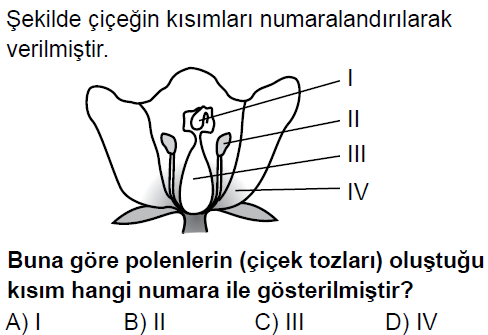 Şekilde çiçeğin kısımları numaralandırılarak
verilmiştir.
I
II
III
IV
Buna göre polenlerin (çiçek tozları) oluştuğu
kısım hangi numara ile gösterilmiştir?
A) I B) II C) III D) IV